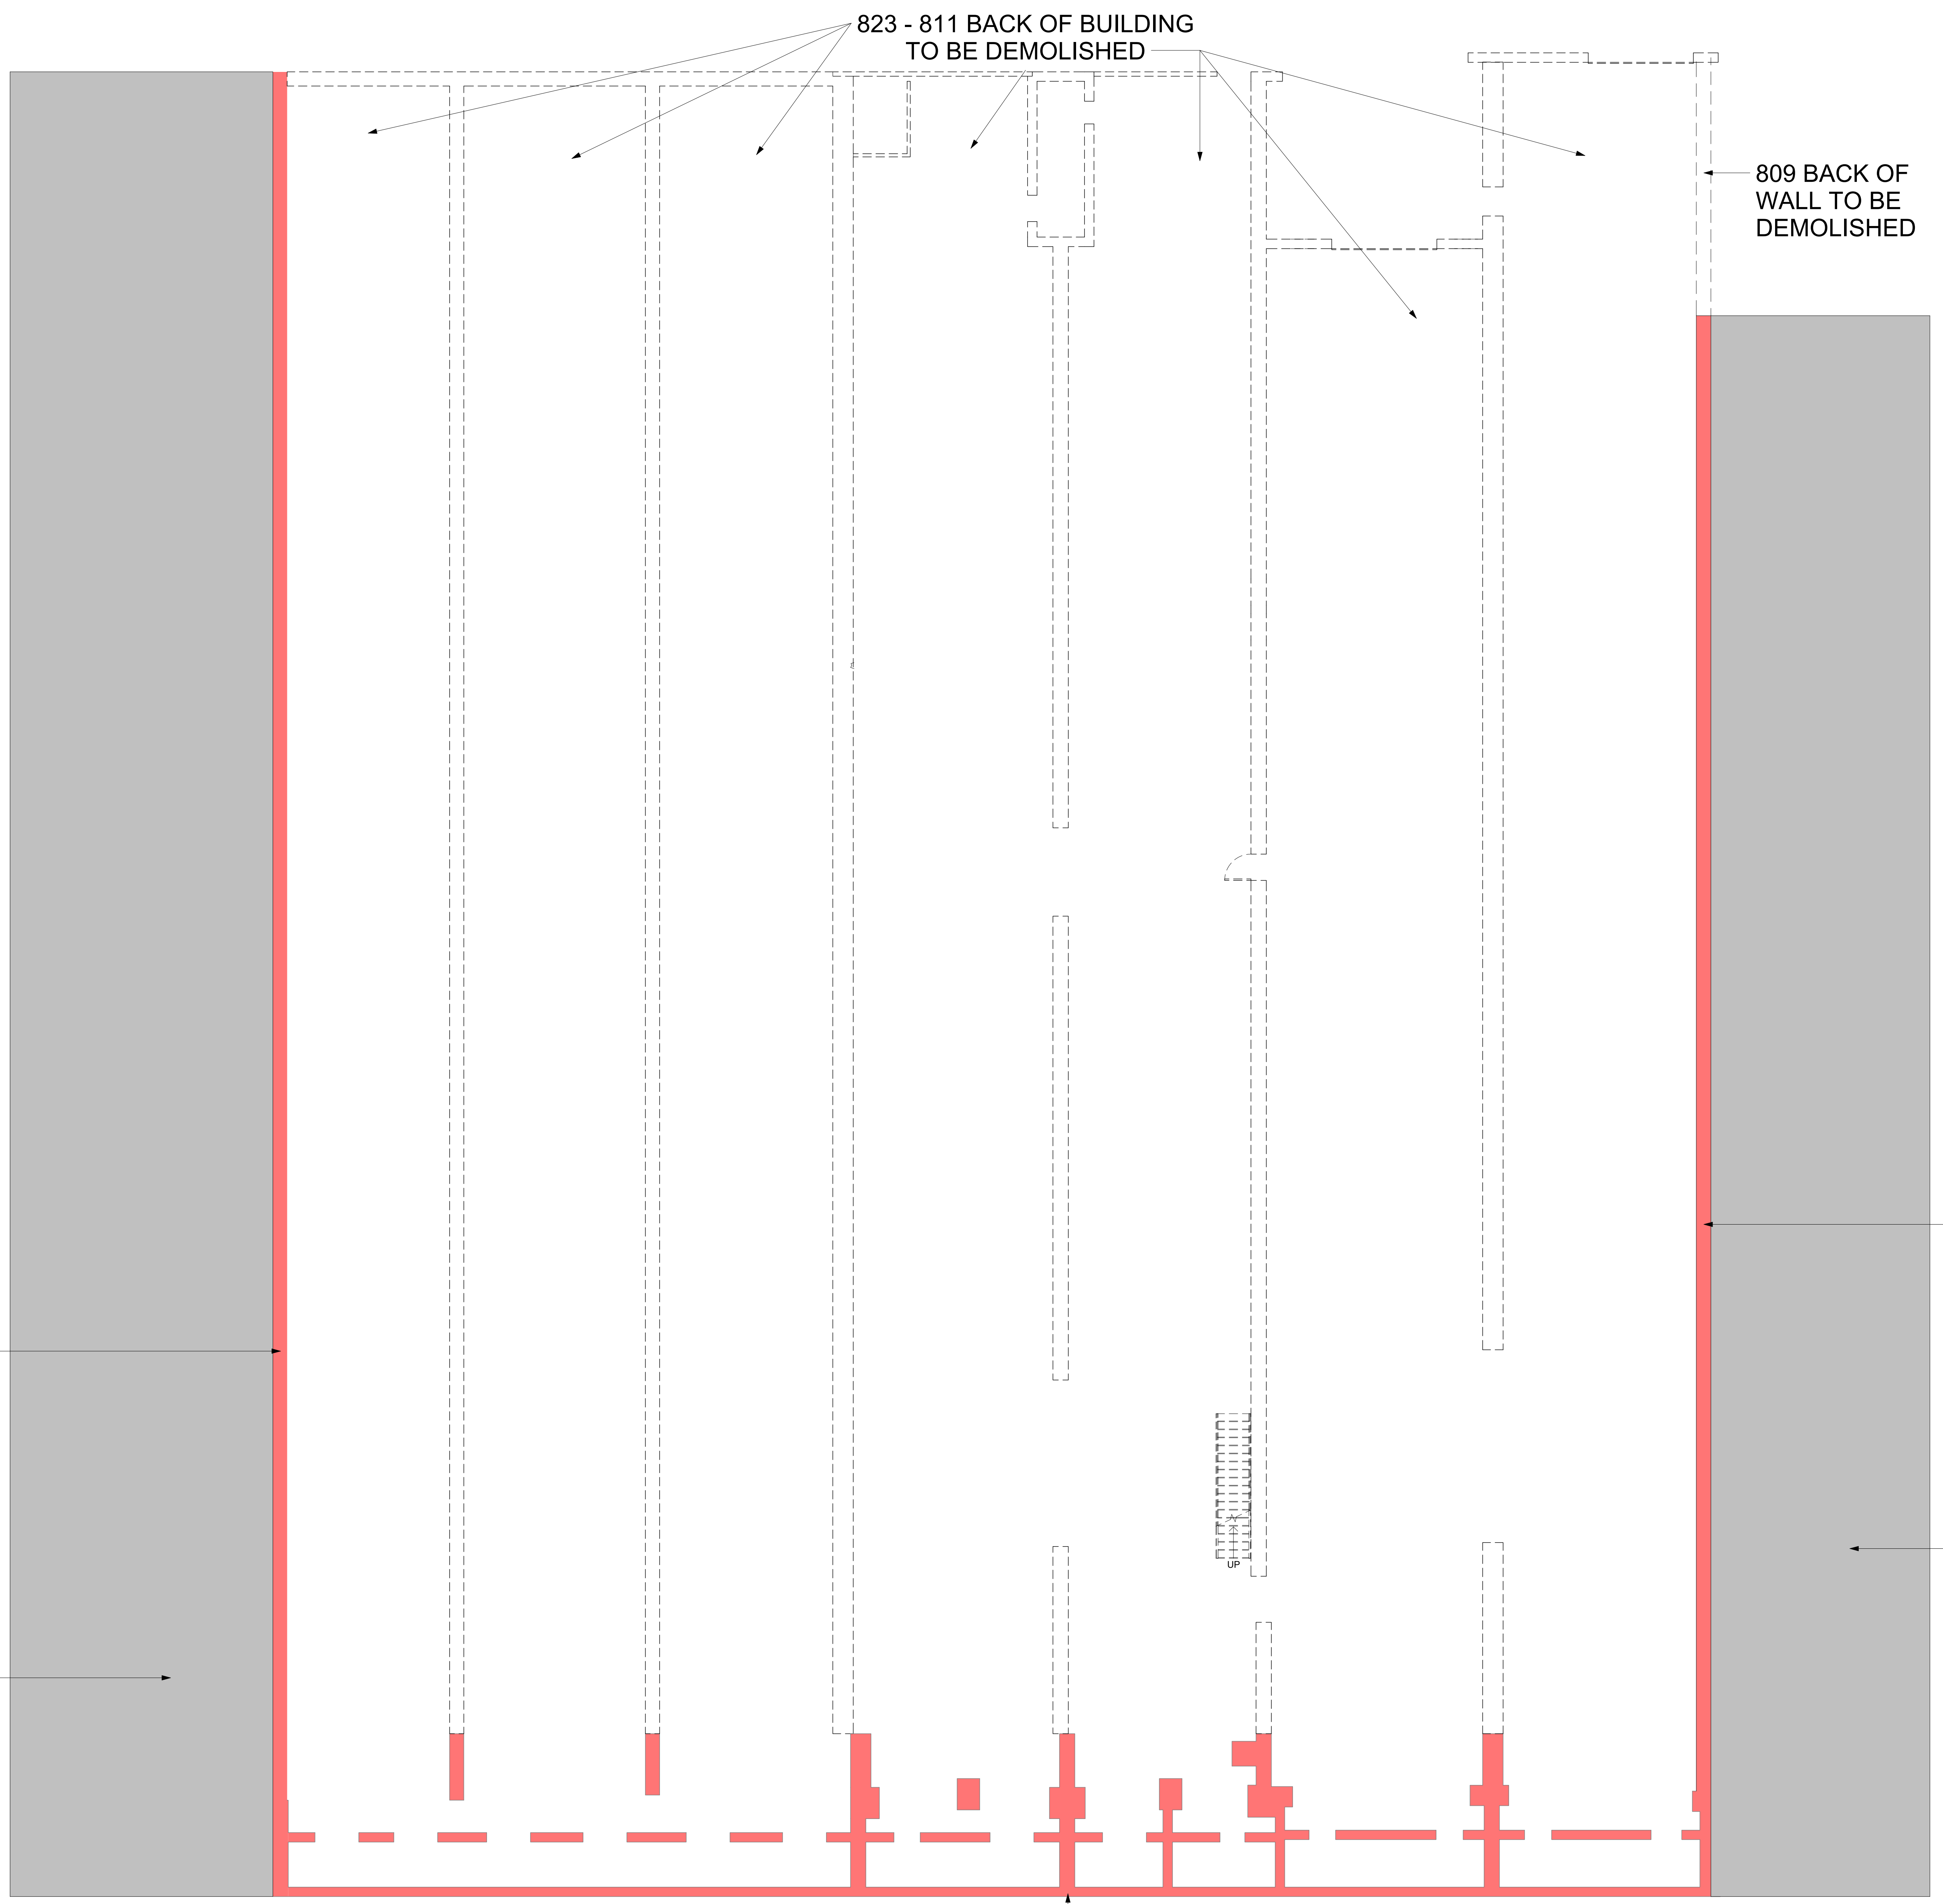 823 - 811 BACK OF BUILDING
TO BE DEMOLISHED
809 BACK OF
WALL TO BE
DEMOLISHED
UP